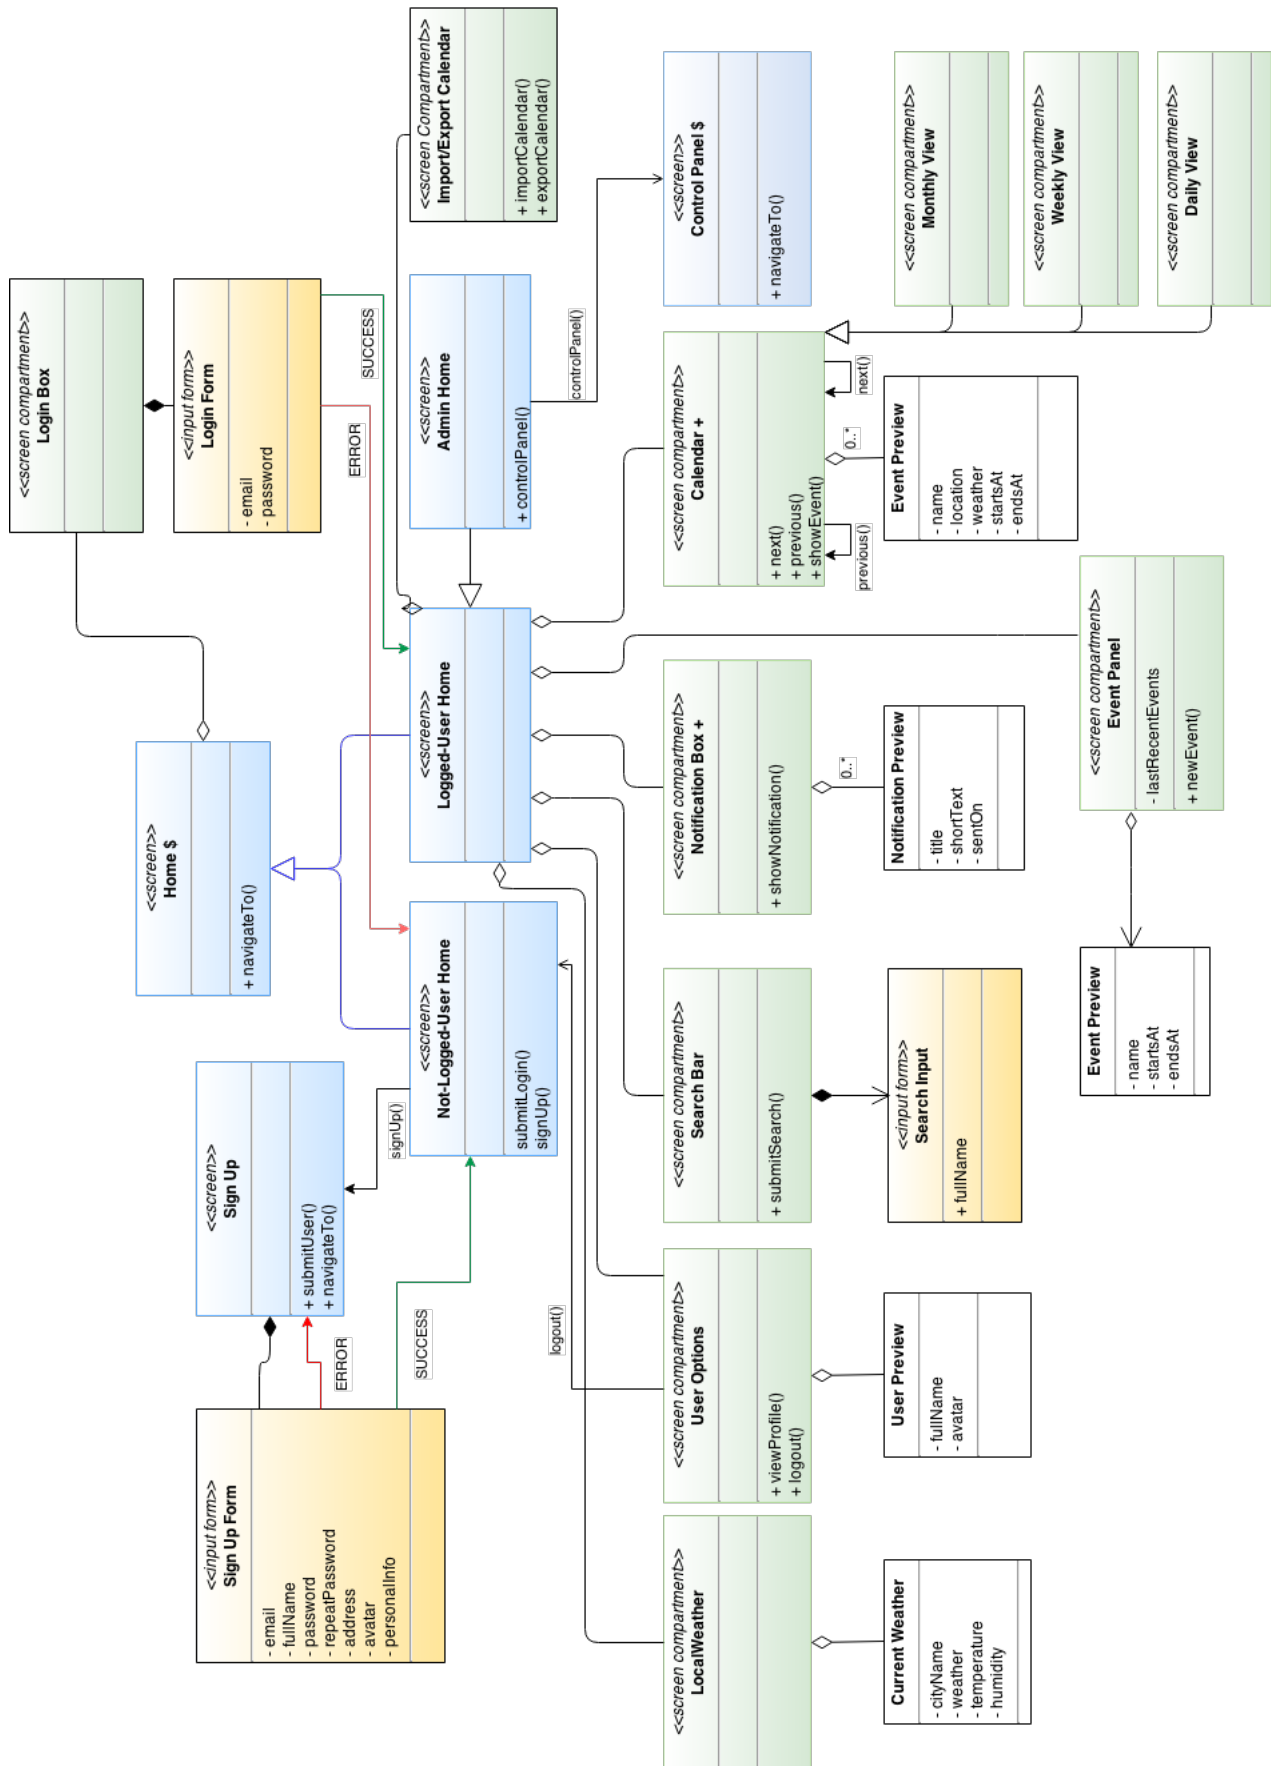 <<input form>>
Sign Up Form
- email
- fullName
- password
- repeatPassword
- address
- avatar
- personalInfo
ERROR
SUCCESS
<<screen>>
Sign Up
+ submitUser()
+ navigateTo()
signUp()
<<screen>>
Home $
+ navigateTo()
<<screen compartment>>
Login Box
<<input form>>
Login Form
- email
- password
ERROR
SUCCESS
<<screen>>
Not-Logged-User Home
submitLogin()
signUp()
<<screen>>
Logged-User Home
<<screen>>
Admin Home
+ controlPanel()
controlPanel()
<<screen Compartment>>
Import/Export Calendar
+ importCalendar()
+ exportCalendar()
logout()
<<screen compartment>>
LocalWeather
<<screen compartment>>
User Options
+ viewProfile()
+ logout()
<<screen compartment>>
Search Bar
+ submitSearch()
<<screen compartment>>
Notification Box +
+ showNotification()
<<screen compartment>>
Calendar +
+ next()
+ previous()
+ showEvent()
previous()
next()
<<screen>>
Control Panel $
+ navigateTo()
Current Weather
- cityName
- weather
- temperature
- humidity
User Preview
- fullName
- avatar
<<input form>>
Search Input
+ fullName
0..*
Notification Preview
- title
- shortText
- sentOn
0..*
Event Preview
- name
- location
- weather
- startsAt
- endsAt
<<screen compartment>>
Monthly View
<<screen compartment>>
Weekly View
<<screen compartment>>
Daily View
Event Preview
- name
- startsAt
- endsAt
<<screen compartment>>
Event Panel
- lastRecentEvents
+ newEvent()